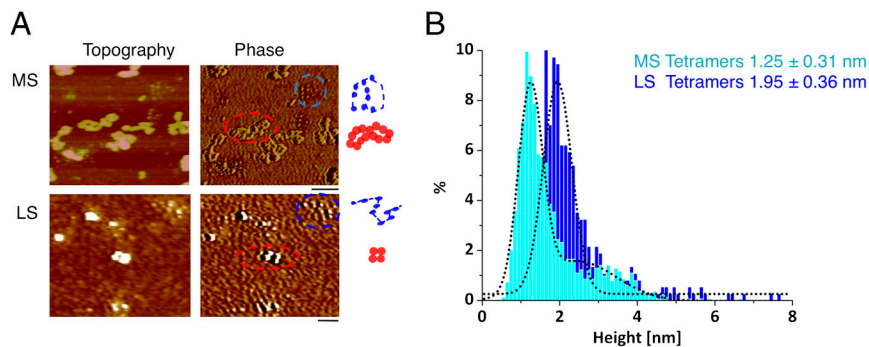 A
Topography Phase
MS
LS
B
MS Tetramers 1.25 ± 0.31 nm
LS Tetramers 1.95 ± 0.36 nm
10
8
6
4
2
0
%
0 2 4 6 8
Height [nm]